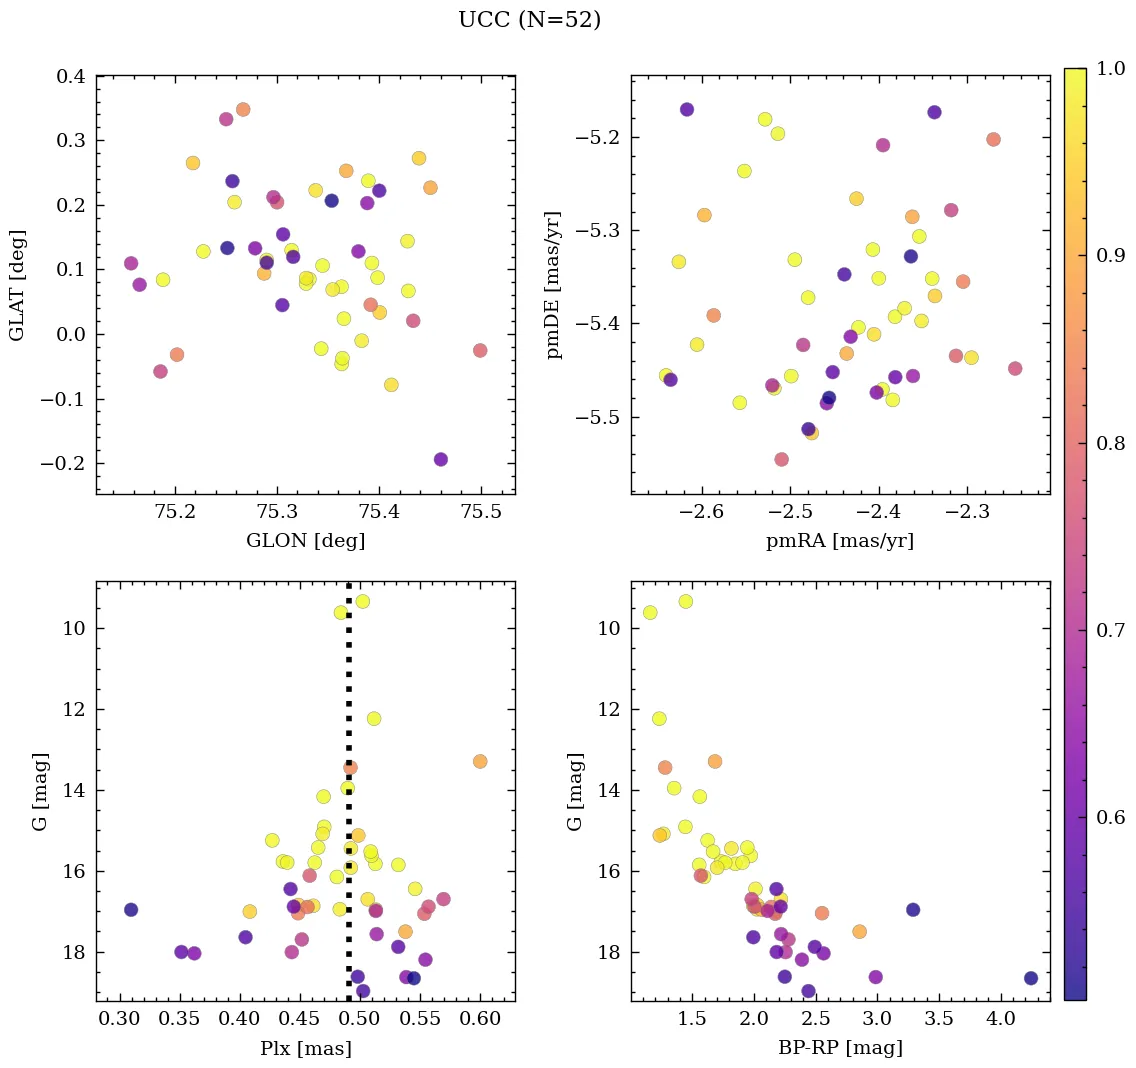 UCC (N=52)
0.4
0.3
0.2
0.1
0.0
−0.1
−0.2
GLAT [deg]
75.2 75.3 75.4 75.5
GLON [deg]
−5.2
−5.3
−5.4
−5.5
pmDE [mas/yr]
−2.6 −2.5 −2.4 −2.3
pmRA [mas/yr]
10
12
14
16
18
G [mag]
0.30 0.35 0.40 0.45 0.50 0.55 0.60
Plx [mas]
10
12
14
16
18
G [mag]
1.5 2.0 2.5 3.0 3.5 4.0
BP-RP [mag]
1.0
0.9
0.8
0.7
0.6